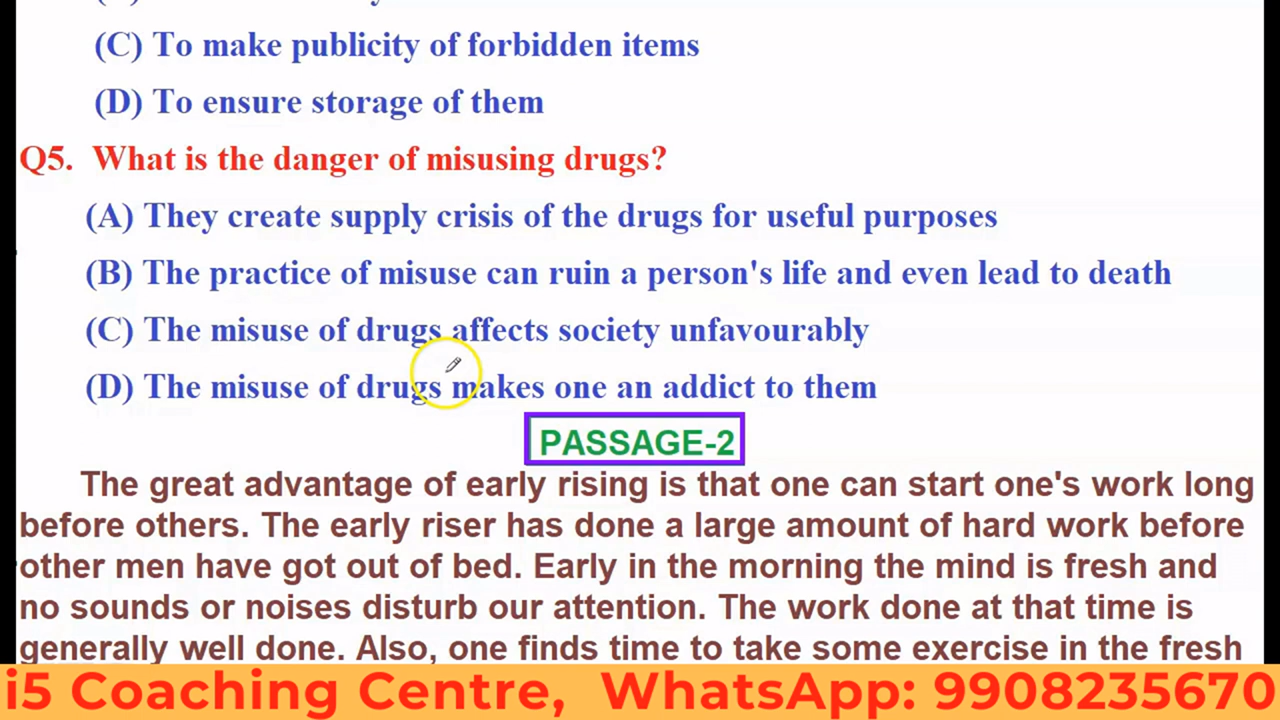 (C) To make publicity of forbidden items
(D) To ensure storage of them
Q5. What is the danger of misusing drugs?
(A) They create supply crisis of the drugs for useful purposes
(B) The practice of misuse can ruin a person's life and even lead to death
(C) The misuse of drugs affects society unfavourably
(D) The misuse of drugs makes one an addict to them
PASSAGE-2
The great advantage of early rising is that one can start one's work long
before others. The early riser has done a large amount of hard work before
other men have got out of bed. Early in the morning the mind is fresh and
no sounds or noises disturb our attention. The work done at that time is
generally well done. Also, one finds time to take some exercise in the fresh
i5 Coaching Centre, WhatsApp: 9908235670